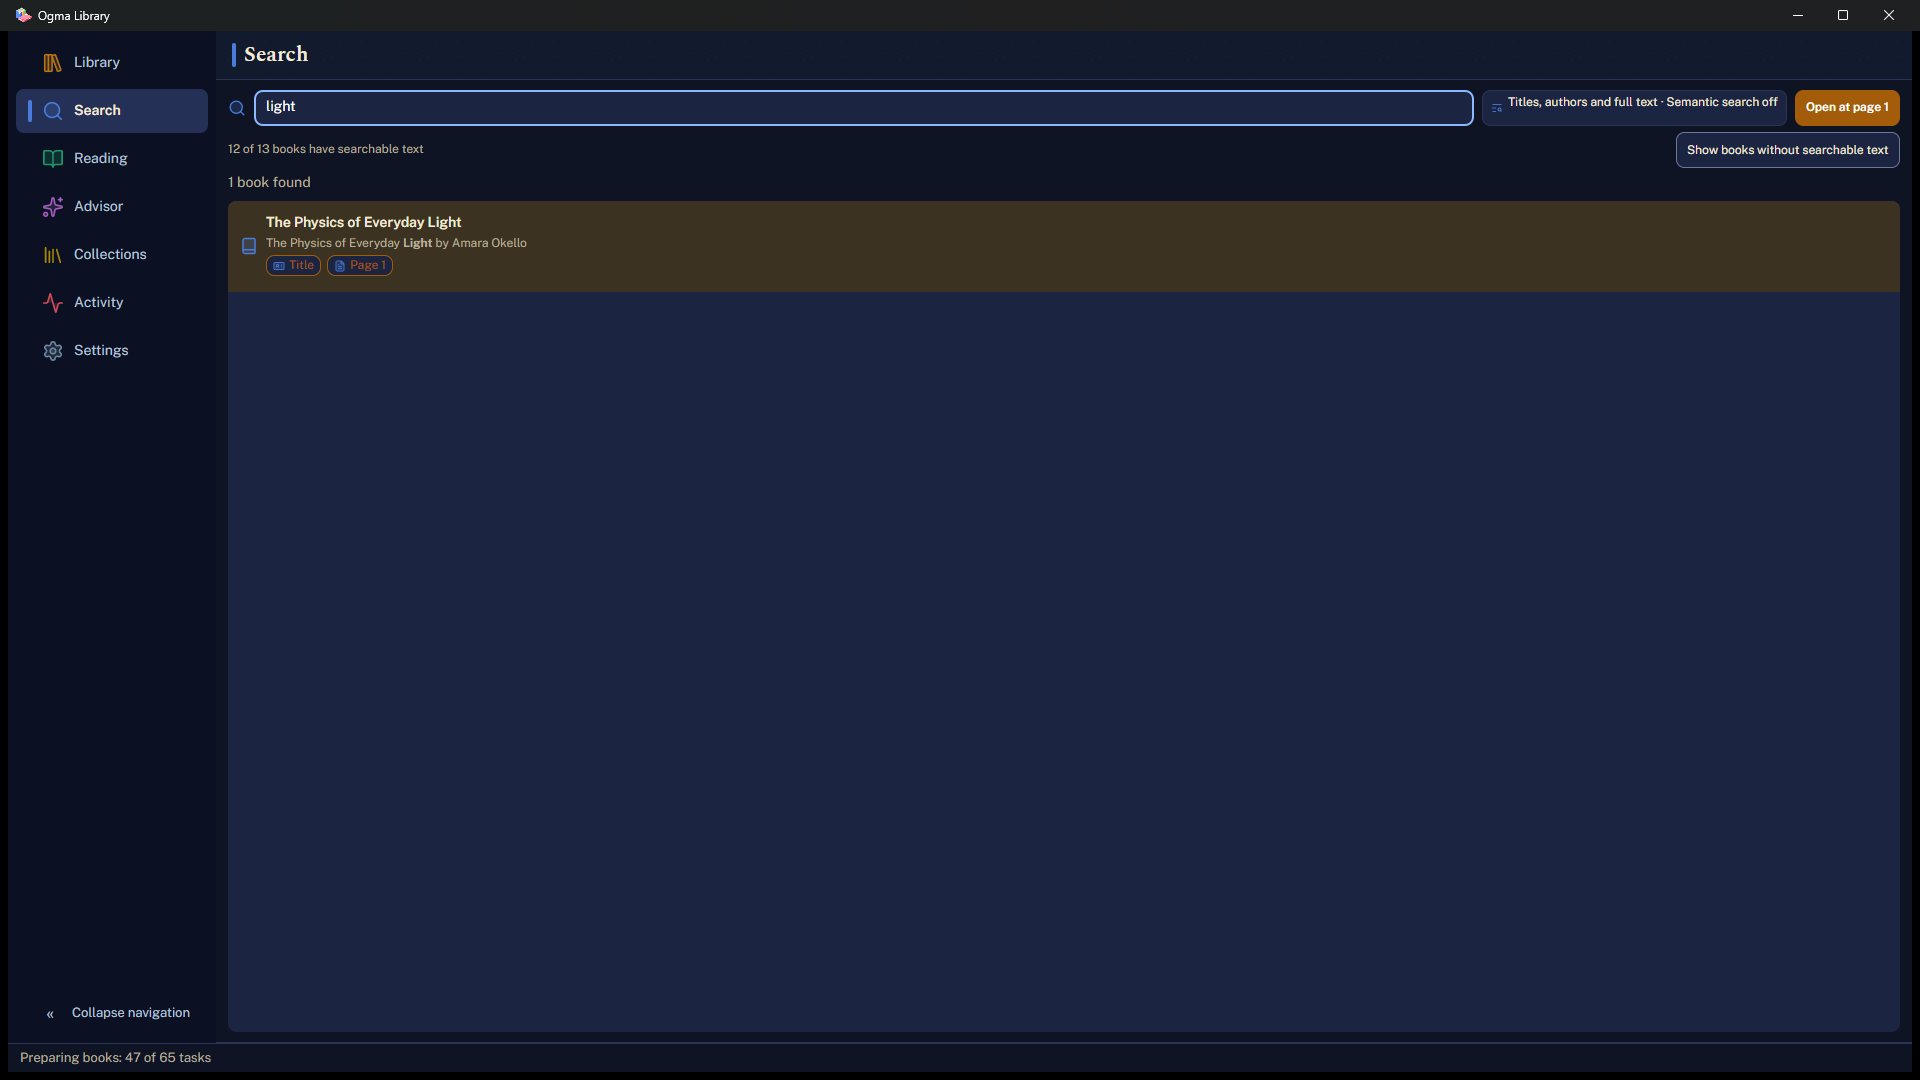 Ogma Library
Library
Search
Reading
Advisor
Collections
Activity
Settings
« Collapse navigation
Search
light
Titles, authors and full text · Semantic search off
Open at page 1
12 of 13 books have searchable text
Show books without searchable text
1 book found
The Physics of Everyday Light
The Physics of Everyday Light by Amara Okello
Title Page 1
Preparing books: 47 of 65 tasks